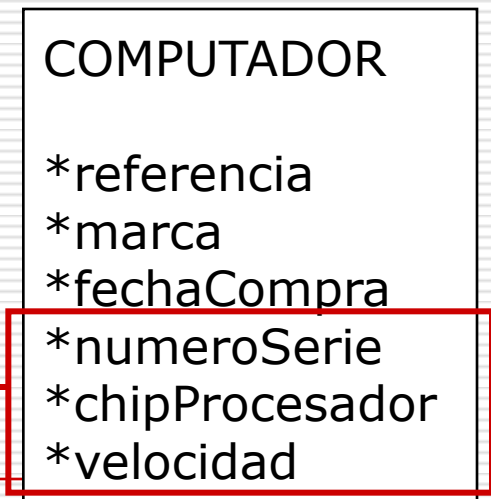 COMPUTADOR
*referencia
*marca
*fechaCompra
*numeroSerie
*chipProcesador
*velocidad